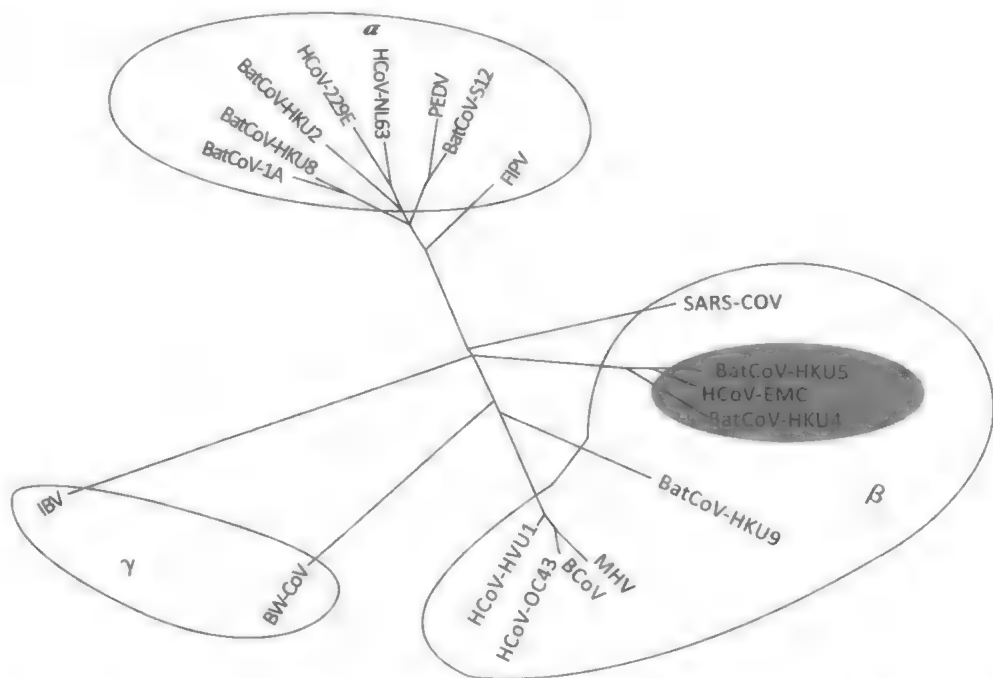 α
HCoV-NL63
HCoV-229E
BatCoV-HKU2
BatCoV-HKU8
BatCoV-1A
PEDV
BatCoV-S12
FIPV
SARS-COV
BatCoV-HKU5
HCoV-EMC
BatCoV-HKU4
β
BatCoV-HKU9
MHV
BCoV
HCoV-OC43
HCoV-HVU1
IBV
γ
BW-CoV